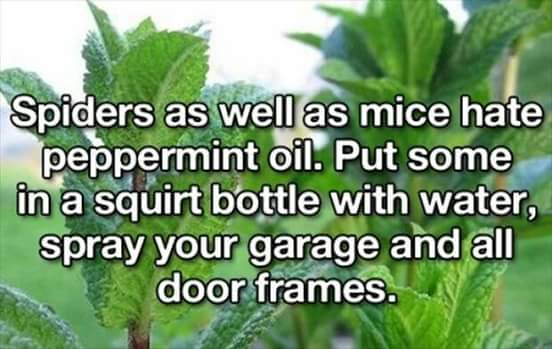 Spiders as well as mice hate
peppermint oil. Put some
in a squirt bottle with water,
spray your garage and all
door frames.